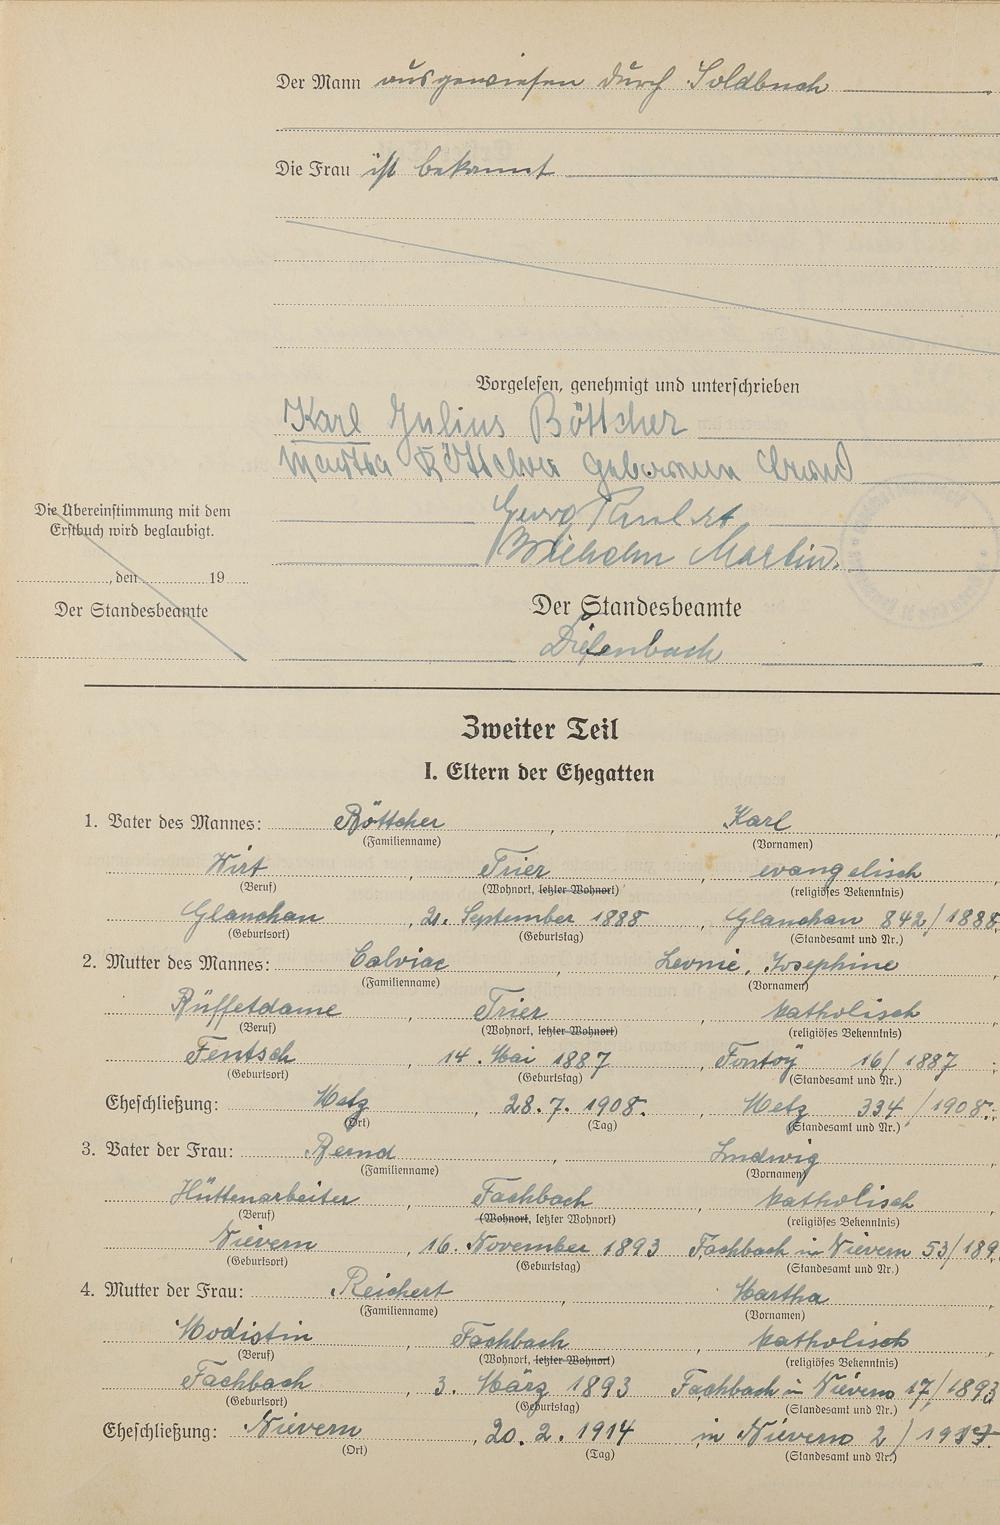 Der Mann ausgewiesen durch Soldbuch
Die Frau ist bekannt
Vorgelesen, genehmigt und unterschrieben
Karl Julius Böttcher
Martha Böttcher geborenen Bernd
Georg
Wilhelm Martin.
Die Übereinstimmung mit dem
Erstbuch wird beglaubigt.
, den 19
Der Standesbeamte
Der Standesbeamte
Diefenbach
Zweiter Teil
I. Eltern der Ehegatten
1. Vater des Mannes: Böttcher, Karl,
(Familienname) (Vornamen)
Wirt, Trier, evangelisch,
(Beruf) (Wohnort, letzter Wohnort) (religiöses Bekenntnis)
Glauchau, 21. September 1888, Glauchau 842/1888.
(Geburtsort) (Geburtstag) (Standesamt und Nr.)
2. Mutter des Mannes: Calviac, Leonie, Josephine,
(Familienname) (Vornamen)
Büffetdame, Trier, katholisch,
(Beruf) (Wohnort, letzter Wohnort) (religiöses Bekenntnis)
Fentsch, 14. Mai 1887, Fontoy 16/1887;
(Geburtsort) (Geburtstag) (Standesamt und Nr.)
Eheschließung: Metz, 28.7.1908., Metz 334/1908.;
(Ort) (Tag) (Standesamt und Nr.)
3. Vater der Frau: Bernd, Ludwig,
(Familienname) (Vornamen)
Hüttenarbeiter, Fachbach, katholisch,
(Beruf) (Wohnort, letzter Wohnort) (religiöses Bekenntnis)
Nievern, 16. November 1893 Fachbach in Nievern 53/189
(Geburtsort) (Geburtstag) (Standesamt und Nr.)
4. Mutter der Frau: Reichert, Martha,
(Familienname) (Vornamen)
Modistin, Fachbach, katholisch,
(Beruf) (Wohnort, letzter Wohnort) (religiöses Bekenntnis)
Fachbach, 3. März 1893 Fachbach in Nievern 17/1893
(Geburtsort) (Geburtstag) (Standesamt und Nr.)
Eheschließung: Nievern, 20.2.1914 in Nievern 2/
(Ort) (Tag) (Standesamt und Nr.)